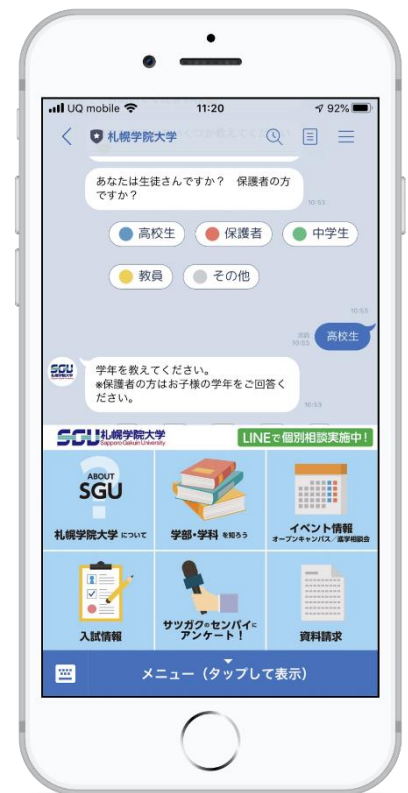 UQ mobile 11:20 92%
札幌学院大学
あなたは生徒さんですか?　保護者の方
ですか?
10:53
高校生 保護者 中学生
教員 その他
10:53
既読
10:53
高校生
学年を教えてください。
※保護者の方はお子様の学年をご回答く
ださい。
10:53
SGU 札幌学院大学
Sapporo Gakuin University
LINEで個別相談実施中!
ABOUT
SGU
札幌学院大学 について
学部・学科 を知ろう
イベント情報
オープンキャンパス/進学相談会
入試情報
サツガクのセンパイに
アンケート!
資料請求
メニュー（タップして表示）